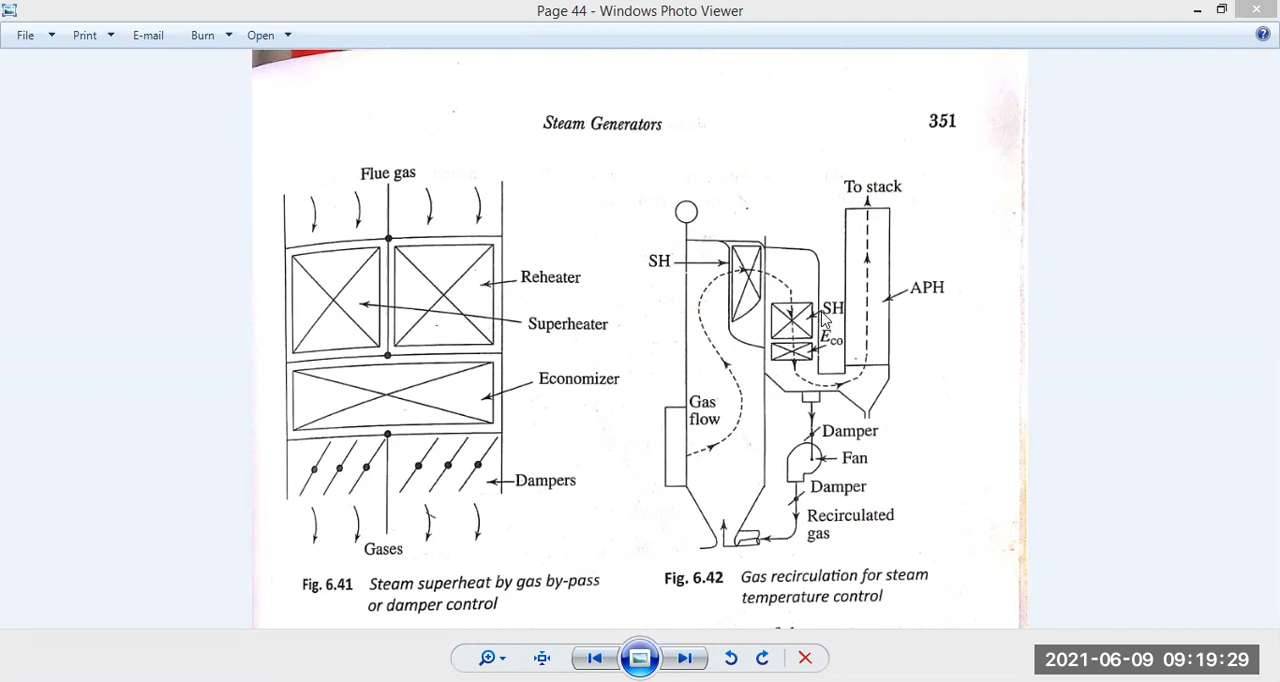 Page 44 - Windows Photo Viewer
File
Print
E-mail
Burn
Open
Steam Generators
351
Flue gas
Reheater
Superheater
Economizer
Dampers
Gases
Fig. 6.41 Steam superheat by gas by-pass
or damper control
To stack
SH
APH
SH
Eco
Gas
flow
Damper
Fan
Damper
Recirculated
gas
Fig. 6.42 Gas recirculation for steam
temperature control
2021-06-09 09:19:29